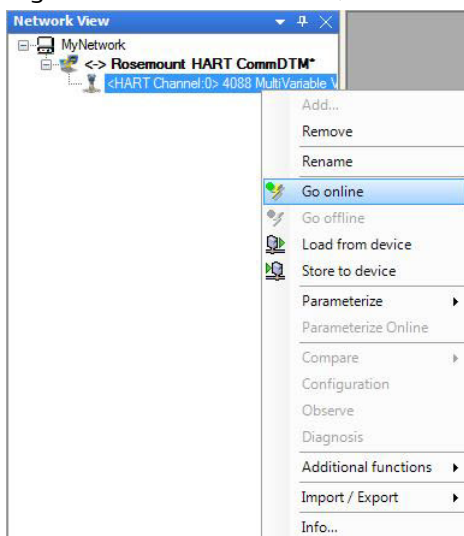 Network View
MyNetwork
<-> Rosemount HART CommDTM*
<HART Channel:0> 4088 MultiVariable V
Add...
Remove
Rename
Go online
Go offline
Load from device
Store to device
Parameterize
Parameterize Online
Compare
Configuration
Observe
Diagnosis
Additional functions
Import / Export
Info...